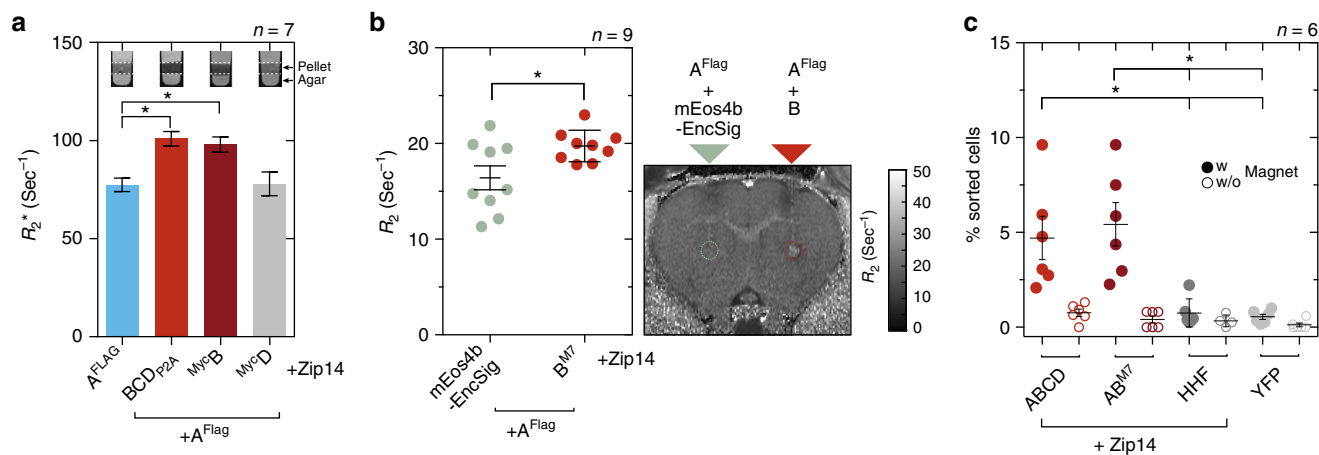 a
n = 7
150
100
50
0
R2* (Sec−1)
Pellet
Agar
*
*
AFLAG
BCDP2A
MycB
MycD
+Zip14
+AFlag
b
n = 9
30
20
10
0
R2 (Sec−1)
*
mEos4b
-EncSig
BM7
+Zip14
+AFlag
AFlag
+
mEos4b
-EncSig
AFlag
+
B
50
40
30
20
10
0
R2 (Sec−1)
c
n = 6
15
10
5
0
% sorted cells
*
*
w
w/o
Magnet
ABCD
ABM7
HHF
YFP
+ Zip14